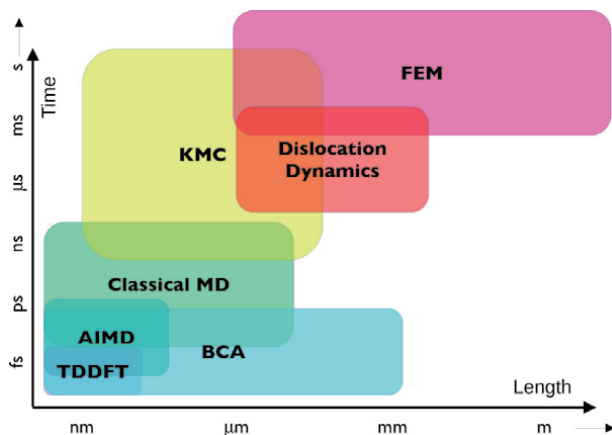 s
Time
FEM
ms
KMC
Dislocation
Dynamics
μs
ns
Classical MD
ps
AIMD
BCA
fs
TDDFT
Length
nm
μm
mm
m